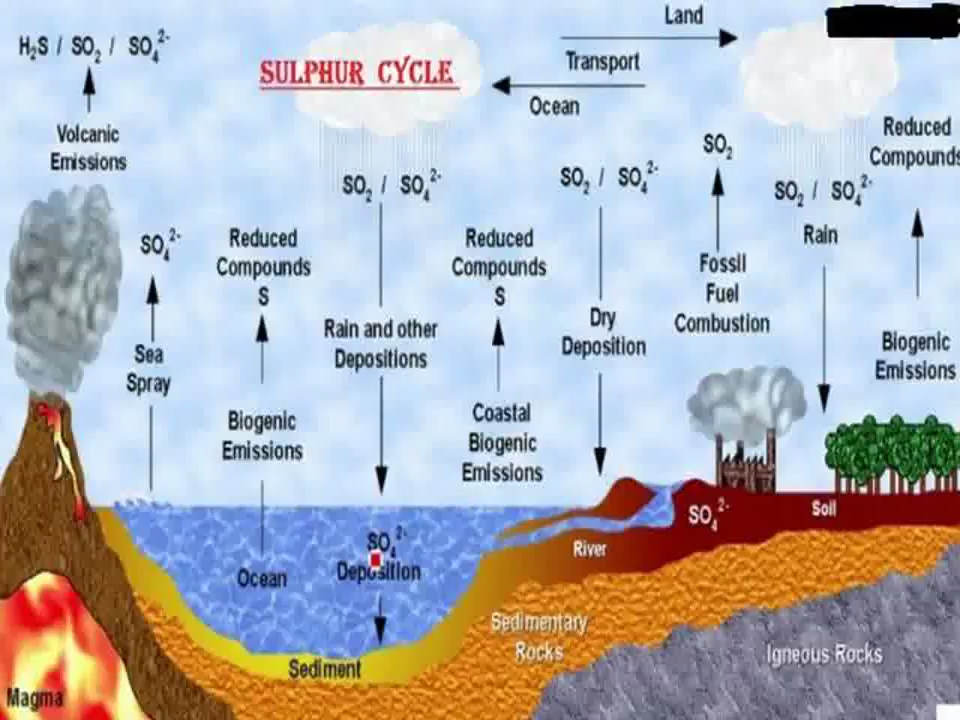 Land
H₂S / SO₂ / SO₄²⁻
SULPHUR CYCLE
Transport
Ocean
Volcanic
Emissions
Reduced
Compounds
SO₂
SO₂ / SO₄²⁻
SO₂ / SO₄²⁻
SO₂ / SO₄²⁻
Rain
SO₄²⁻
Reduced
Compounds
S
Reduced
Compounds
S
Fossil
Fuel
Combustion
Sea
Spray
Rain and other
Depositions
Dry
Deposition
Biogenic
Emissions
Biogenic
Emissions
Coastal
Biogenic
Emissions
SO₄²⁻
Soil
River
SO₄²⁻
Deposition
Ocean
Sedimentary
Rocks
Igneous Rocks
Sediment
Magma